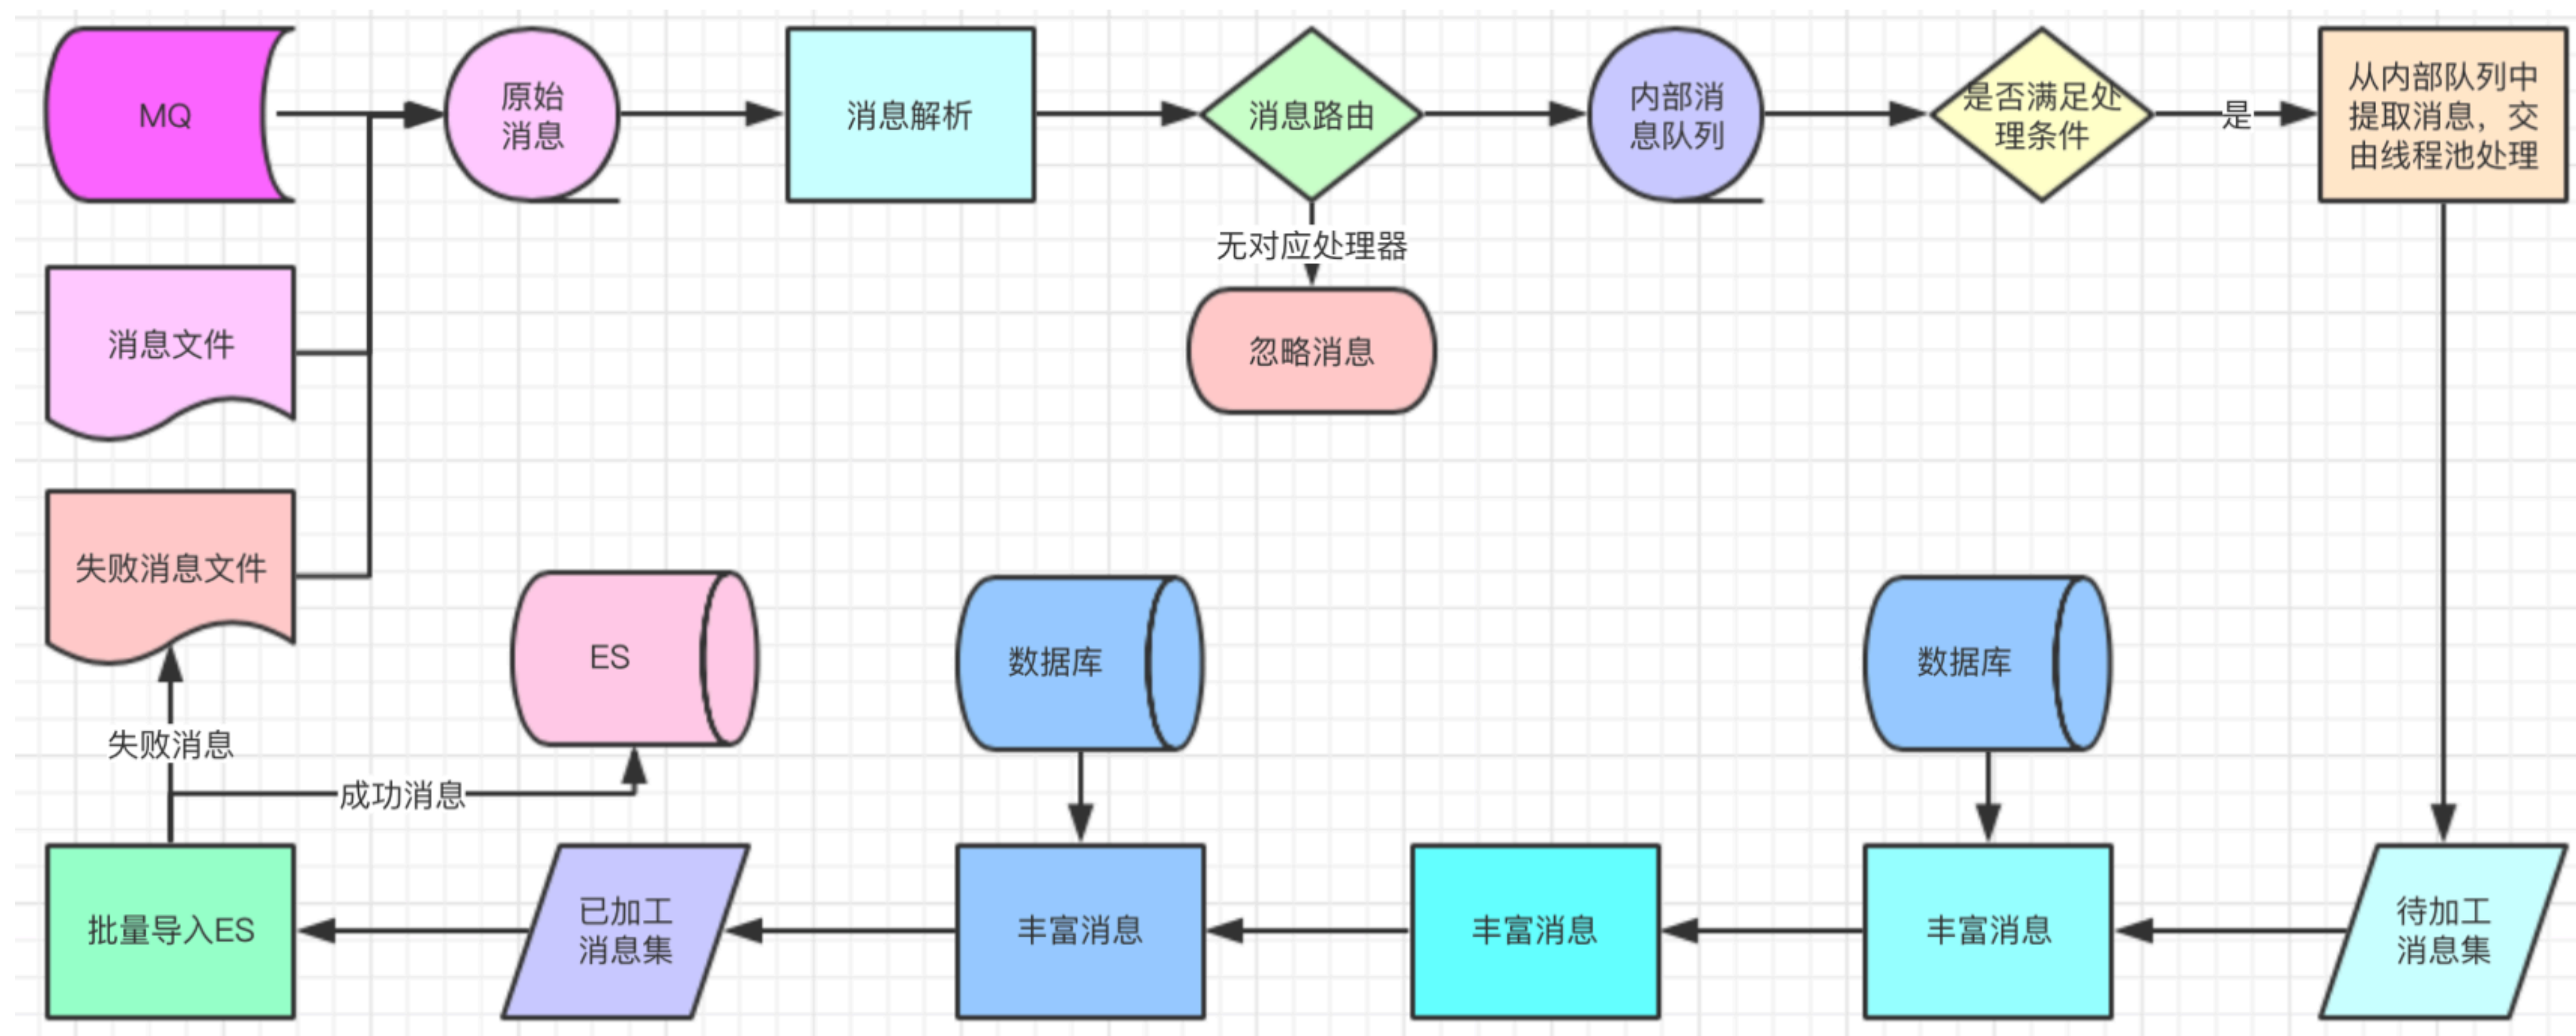 MQ
原始
消息
消息解析
消息路由
内部消
息队列
是否满足处
理条件
是
从内部队列中
提取消息，交
由线程池处理
无对应处理器
消息文件
忽略消息
失败消息文件
ES
数据库
数据库
失败消息
成功消息
批量导入ES
已加工
消息集
丰富消息
丰富消息
丰富消息
待加工
消息集